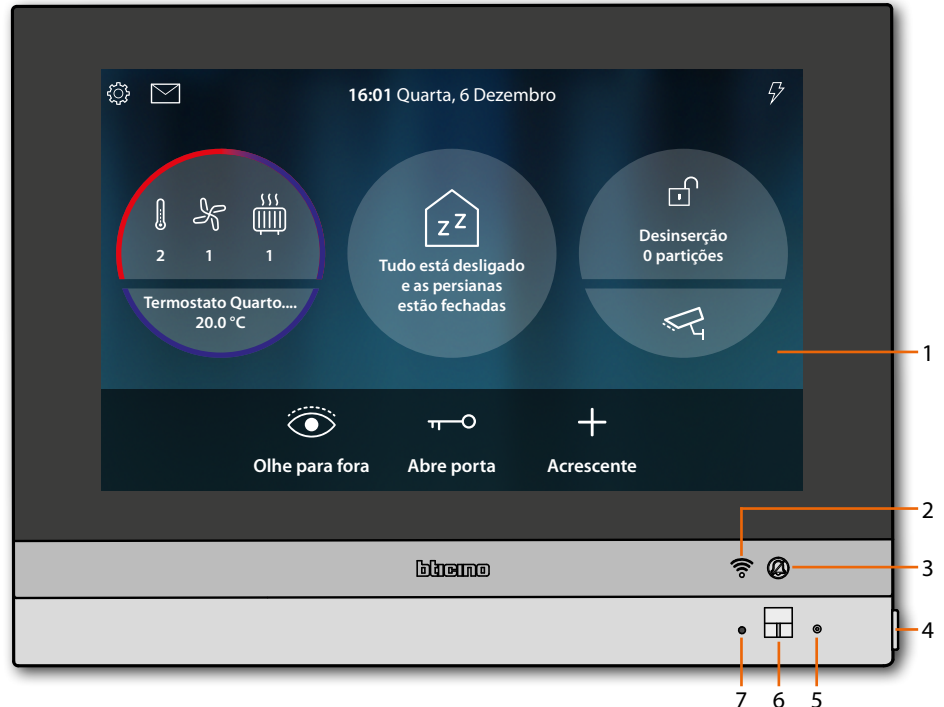 16:01 Quarta, 6 Dezembro
2 1 1
Termostato Quarto....
20.0 °C
zZ
Tudo está desligado
e as persianas
estão fechadas
Desinserção
0 partições
1
Olhe para fora
Abre porta
Acrescente
2
bticino
3
4
7 6 5